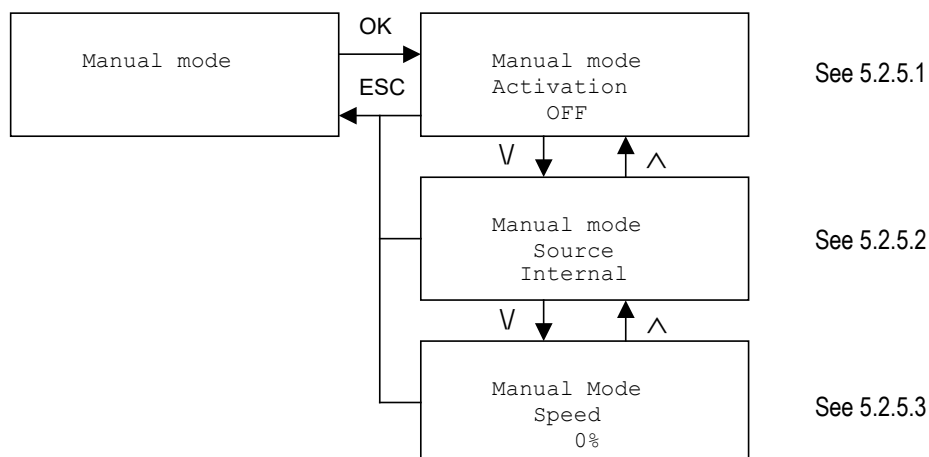 OK
Manual mode
Manual mode
Activation
OFF
See 5.2.5.1
ESC
\/ /\
Manual mode
Source
Internal
See 5.2.5.2
\/ /\
Manual Mode
Speed
0%
See 5.2.5.3